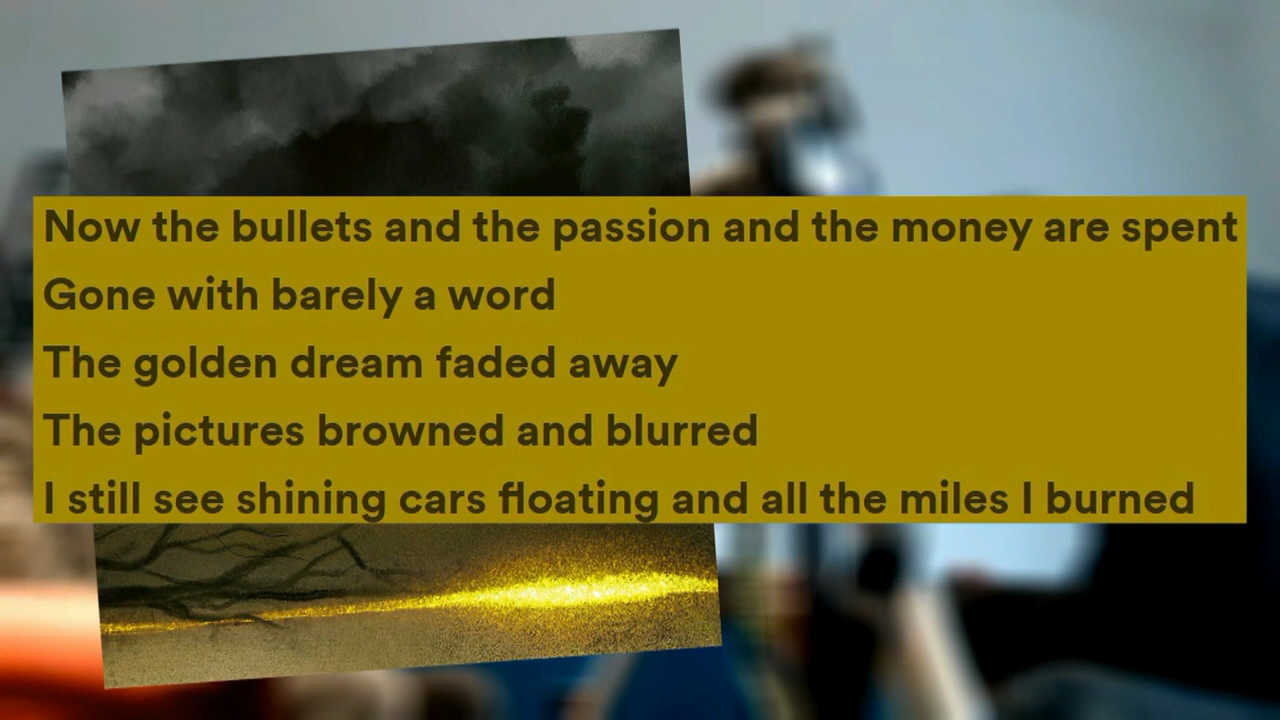 Now the bullets and the passion and the money are spent
Gone with barely a word
The golden dream faded away
The pictures browned and blurred
I still see shining cars floating and all the miles I burned